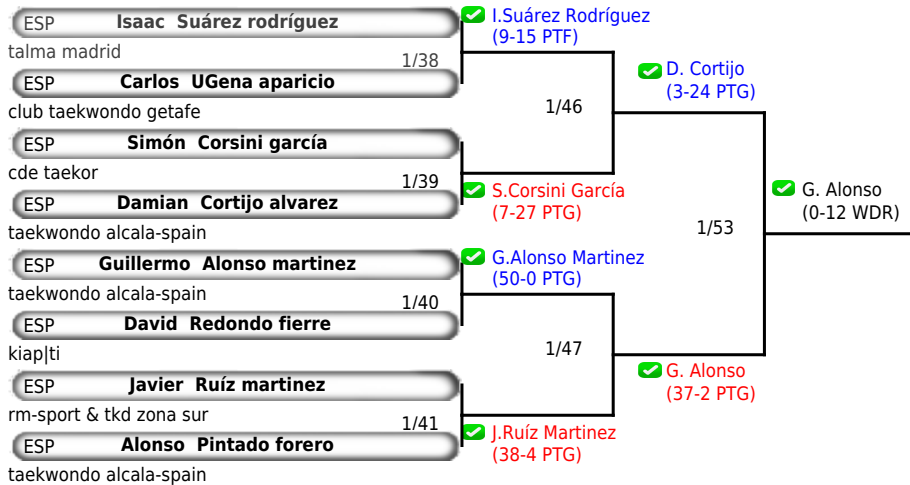 ESP Isaac Suárez rodríguez
talma madrid
1/38
ESP Carlos UGena aparicio
club taekwondo getafe
ESP Simón Corsini garcía
cde taekor
1/39
ESP Damian Cortijo alvarez
taekwondo alcala-spain
ESP Guillermo Alonso martinez
taekwondo alcala-spain
1/40
ESP David Redondo fierre
kiap|ti
ESP Javier Ruíz martinez
rm-sport & tkd zona sur
1/41
ESP Alonso Pintado forero
taekwondo alcala-spain
I.Suárez Rodríguez
(9-15 PTF)
1/46
S.Corsini García
(7-27 PTG)
G.Alonso Martinez
(50-0 PTG)
1/47
J.Ruíz Martinez
(38-4 PTG)
D. Cortijo
(3-24 PTG)
1/53
G. Alonso
(37-2 PTG)
G. Alonso
(0-12 WDR)